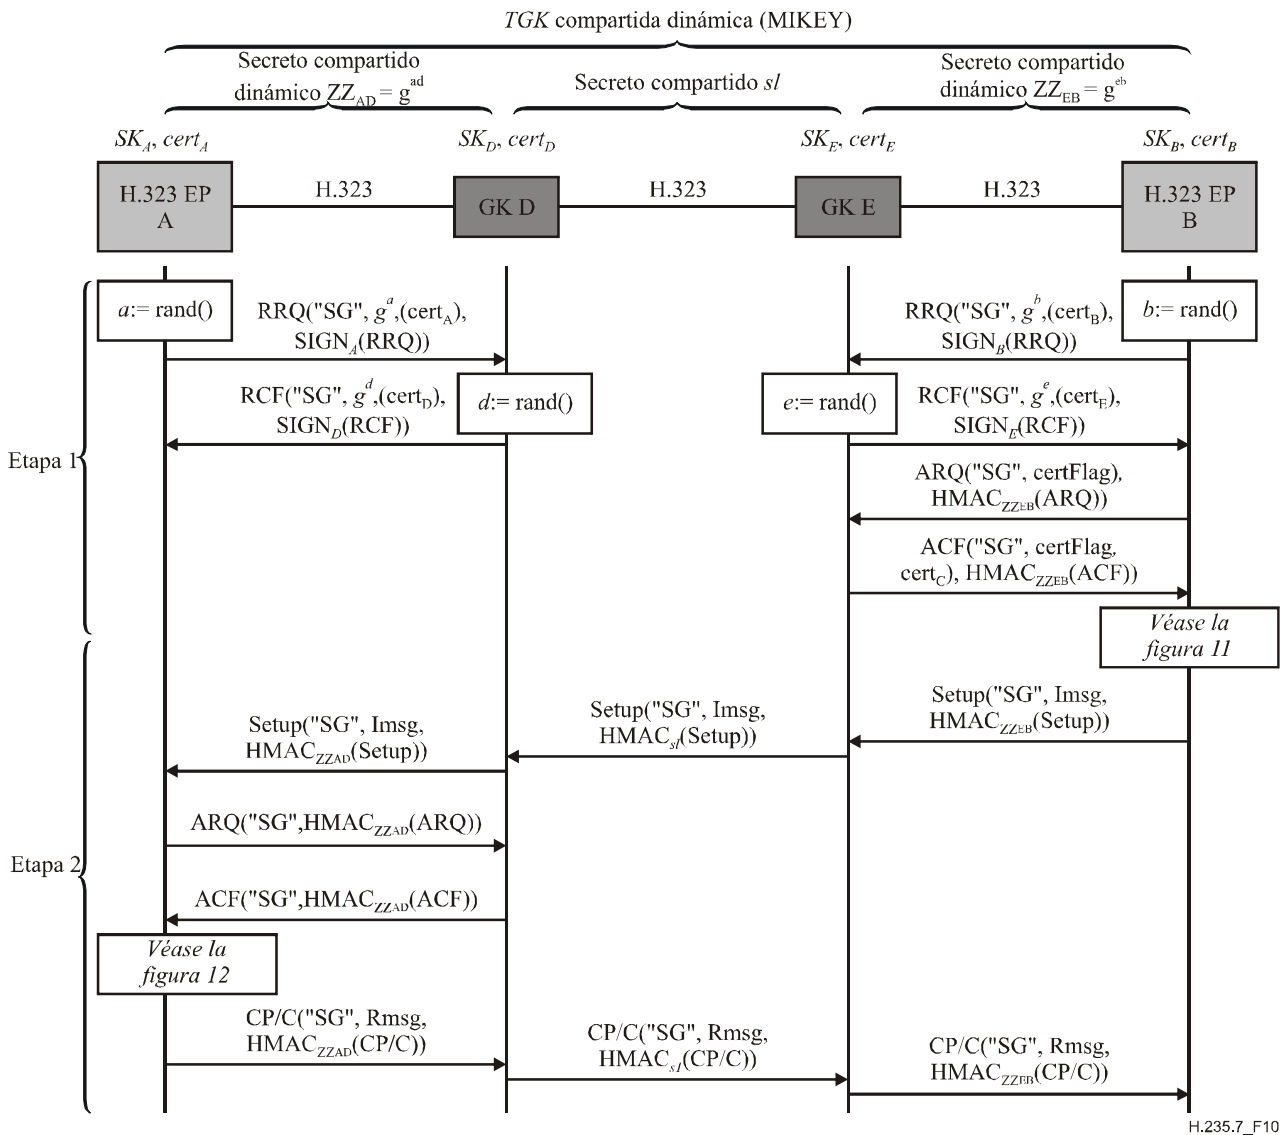 TGK compartida dinámica (MIKEY)
Secreto compartido
dinámico ZZAD = g^ad
Secreto compartido sl
Secreto compartido
dinámico ZZEB = g^eb
SKA, certA
SKD, certD
SKE, certE
SKB, certB
H.323 EP
A
H.323
GK D
H.323
GK E
H.323
H.323 EP
B
Etapa 1
a:= rand()
RRQ("SG", g^a,(certA),
SIGNA(RRQ))
RRQ("SG", g^b,(certB),
SIGNB(RRQ))
b:= rand()
RCF("SG", g^d,(certD),
SIGND(RCF))
d:= rand()
e:= rand()
RCF("SG", g^e,(certE),
SIGNE(RCF))
ARQ("SG", certFlag),
HMACZZEB(ARQ))
ACF("SG", certFlag,
certC), HMACZZEB(ACF))
Véase la
figura 11
Etapa 2
Setup("SG", Imsg,
HMACZZEB(Setup))
Setup("SG", Imsg,
HMACsl(Setup))
Setup("SG", Imsg,
HMACZZAD(Setup))
ARQ("SG",HMACZZAD(ARQ))
ACF("SG",HMACZZAD(ACF))
Véase la
figura 12
CP/C("SG", Rmsg,
HMACZZAD(CP/C))
CP/C("SG", Rmsg,
HMACsl(CP/C))
CP/C("SG", Rmsg,
HMACZZEB(CP/C))
H.235.7_F10